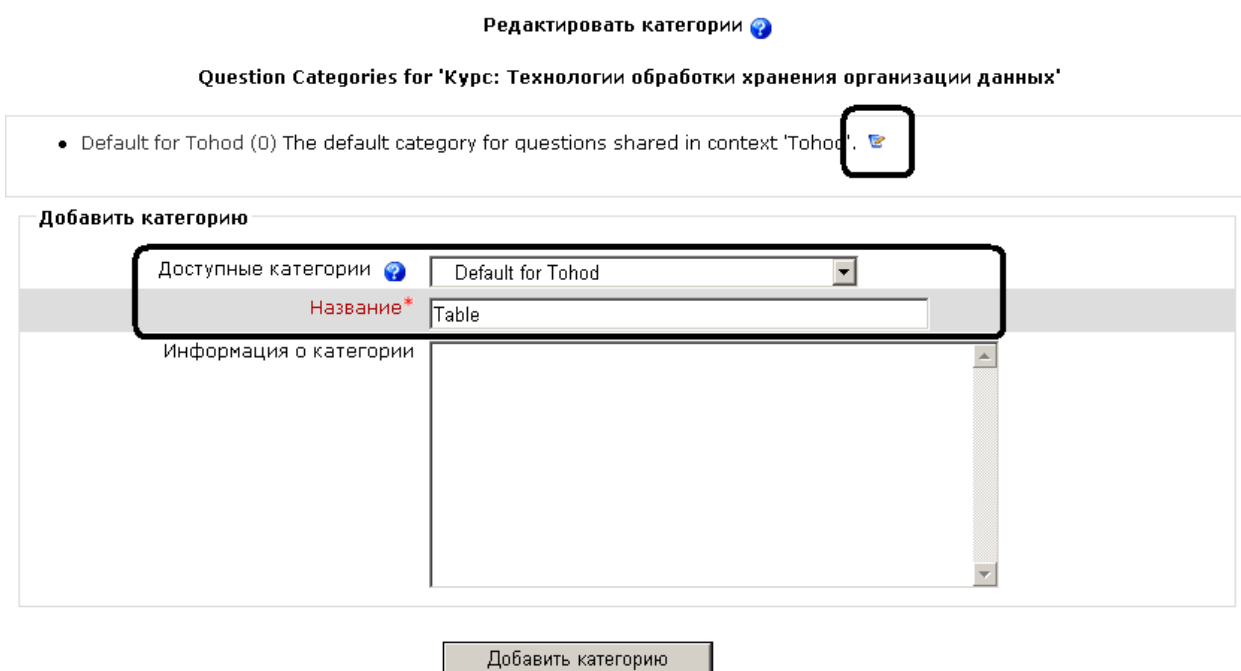 Редактировать категории
Question Categories for 'Курс: Технологии обработки хранения организации данных'
Default for Tohod (0) The default category for questions shared in context 'Tohod'.
Добавить категорию
Доступные категории Default for Tohod
Название* Table
Информация о категории
Добавить категорию